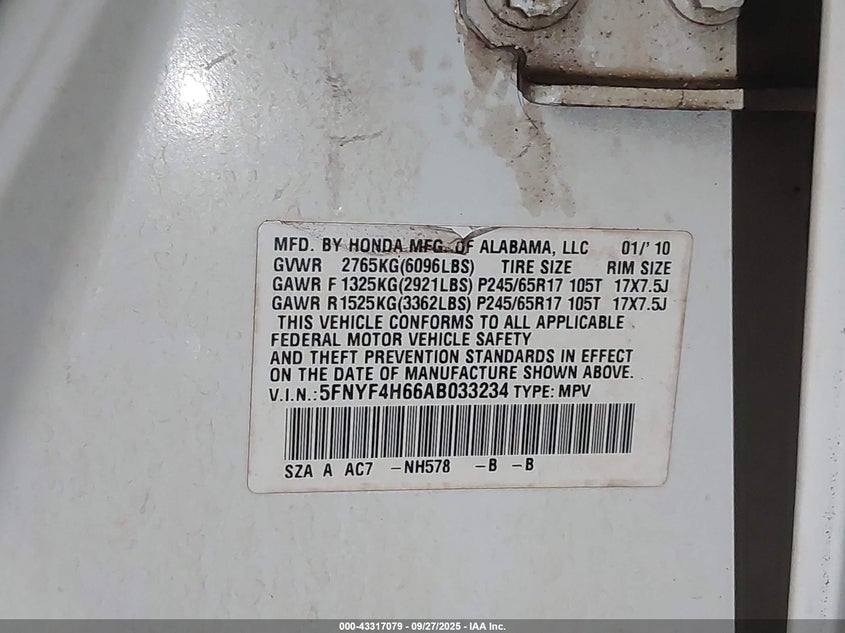 MFD. BY HONDA MFG. OF ALABAMA, LLC 01/'10
GVWR 2765KG(6096LBS) TIRE SIZE RIM SIZE
GAWR F 1325KG(2921LBS) P245/65R17 105T 17X7.5J
GAWR R 1525KG(3362LBS) P245/65R17 105T 17X7.5J
THIS VEHICLE CONFORMS TO ALL APPLICABLE
FEDERAL MOTOR VEHICLE SAFETY
AND THEFT PREVENTION STANDARDS IN EFFECT
ON THE DATE OF MANUFACTURE SHOWN ABOVE.
V.I.N.: 5FNYF4H66AB033234 TYPE: MPV
SZA A AC7 -NH578 -B -B
000-43317079 - 09/27/2025 - IAA Inc.